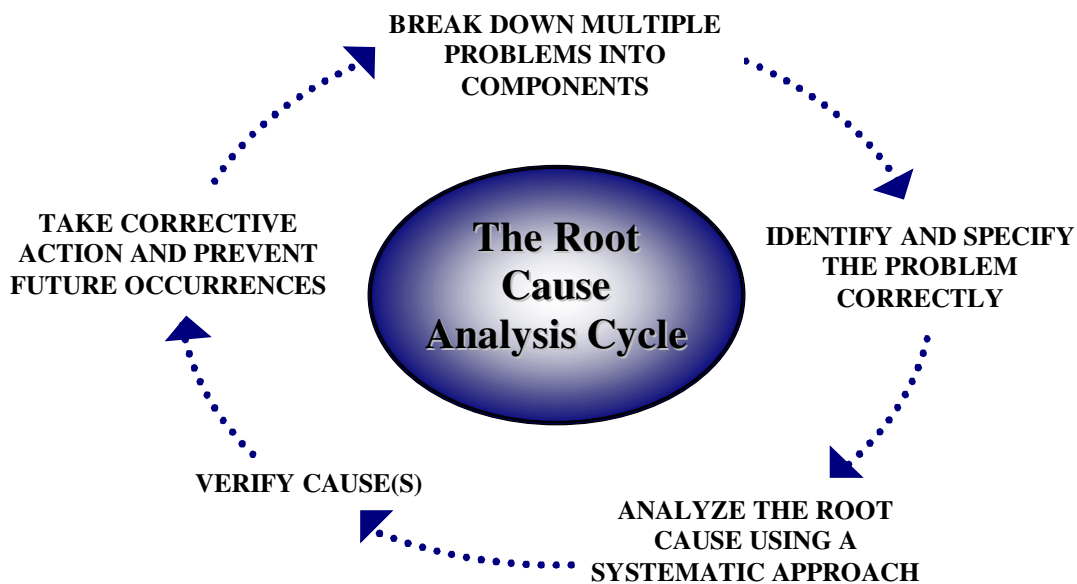 BREAK DOWN MULTIPLE
PROBLEMS INTO
COMPONENTS
IDENTIFY AND SPECIFY
THE PROBLEM
CORRECTLY
ANALYZE THE ROOT
CAUSE USING A
SYSTEMATIC APPROACH
VERIFY CAUSE(S)
TAKE CORRECTIVE
ACTION AND PREVENT
FUTURE OCCURRENCES
The Root
Cause
Analysis Cycle